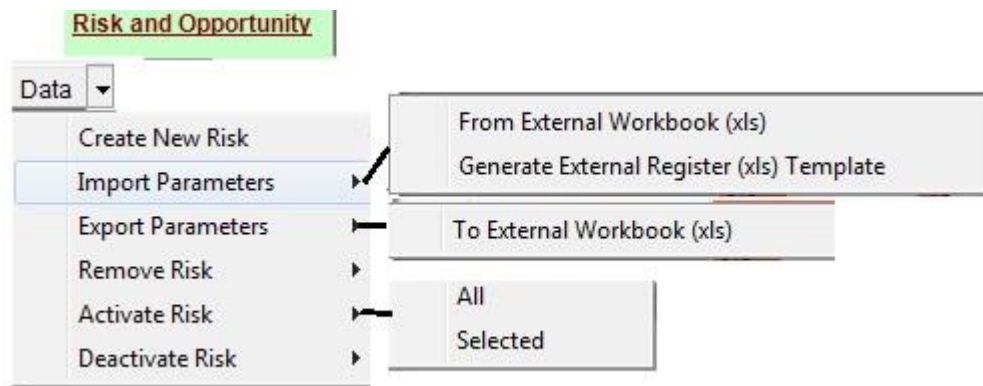 Risk and Opportunity
Data
Create New Risk
Import Parameters
Export Parameters
Remove Risk
Activate Risk
Deactivate Risk
From External Workbook (xls)
Generate External Register (xls) Template
To External Workbook (xls)
All
Selected